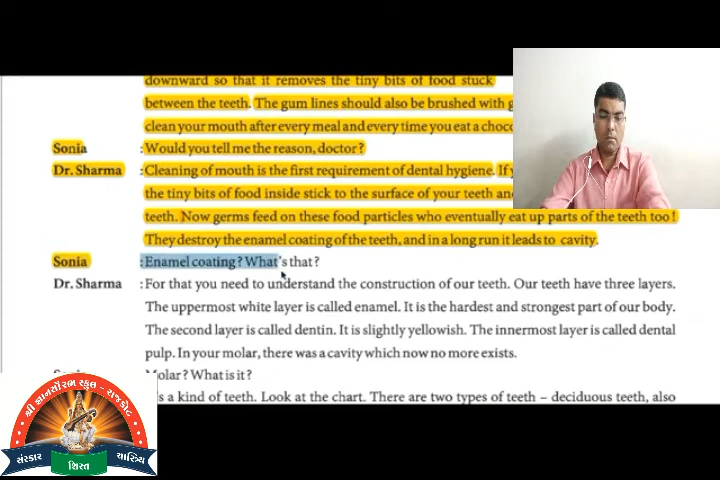 downward so that it removes the tiny bits of food stuck
between the teeth. The gum lines should also be brushed with
clean your mouth after every meal and every time you eat a choco
Sonia : Would you tell me the reason, doctor?
Dr. Sharma : Cleaning of mouth is the first requirement of dental hygiene. If
the tiny bits of food inside stick to the surface of your teeth and
teeth. Now germs feed on these food particles who eventually eat up parts of the teeth too!
They destroy the enamel coating of the teeth, and in a long run it leads to cavity.
Sonia : Enamel coating? What's that?
Dr. Sharma : For that you need to understand the construction of our teeth. Our teeth have three layers.
The uppermost white layer is called enamel. It is the hardest and strongest part of our body.
The second layer is called dentin. It is slightly yellowish. The innermost layer is called dental
pulp. In your molar, there was a cavity which now no more exists.
Molar? What is it?
s a kind of teeth. Look at the chart. There are two types of teeth – deciduous teeth, also
શ્રી જ્ઞાનસૌરભ સ્કુલ - રાજકોટ
સંસ્કાર શિસ્ત ચારિત્ર્ય